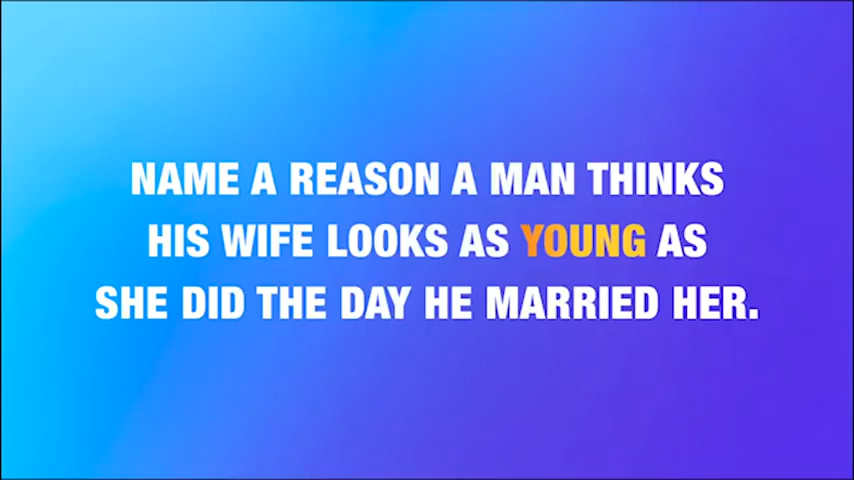 NAME A REASON A MAN THINKS
HIS WIFE LOOKS AS YOUNG AS
SHE DID THE DAY HE MARRIED HER.